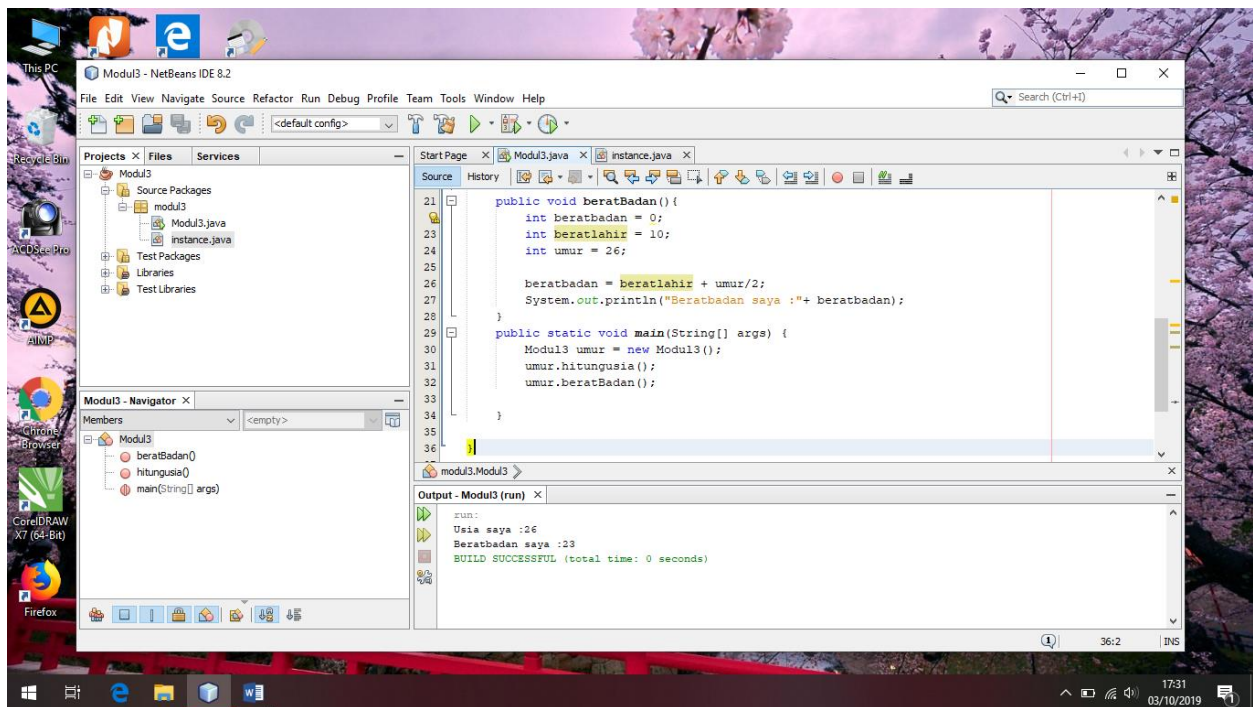 This PC
Recycle Bin
ACDSee Pro
AIMP
Chrome Browser
CorelDRAW X7 (64-Bit)
Firefox
Modul3 - NetBeans IDE 8.2
File Edit View Navigate Source Refactor Run Debug Profile Team Tools Window Help
Search (Ctrl+I)
<default config>
Projects Files Services
Modul3
Source Packages
modul3
Modul3.java
instance.java
Test Packages
Libraries
Test Libraries
Modul3 - Navigator
Members <empty>
Modul3
beratBadan()
hitungusia()
main(String[] args)
Start Page Modul3.java instance.java
Source History
21 public void beratBadan(){
int beratbadan = 0;
23 int beratlahir = 10;
24 int umur = 26;
25
26 beratbadan = beratlahir + umur/2;
27 System.out.println("Beratbadan saya :"+ beratbadan);
28 }
29 public static void main(String[] args) {
30 Modul3 umur = new Modul3();
31 umur.hitungusia();
32 umur.beratBadan();
33
34 }
35
36 }
modul3.Modul3
Output - Modul3 (run)
run:
Usia saya :26
Beratbadan saya :23
BUILD SUCCESSFUL (total time: 0 seconds)
1 36:2 INS
17:31
03/10/2019